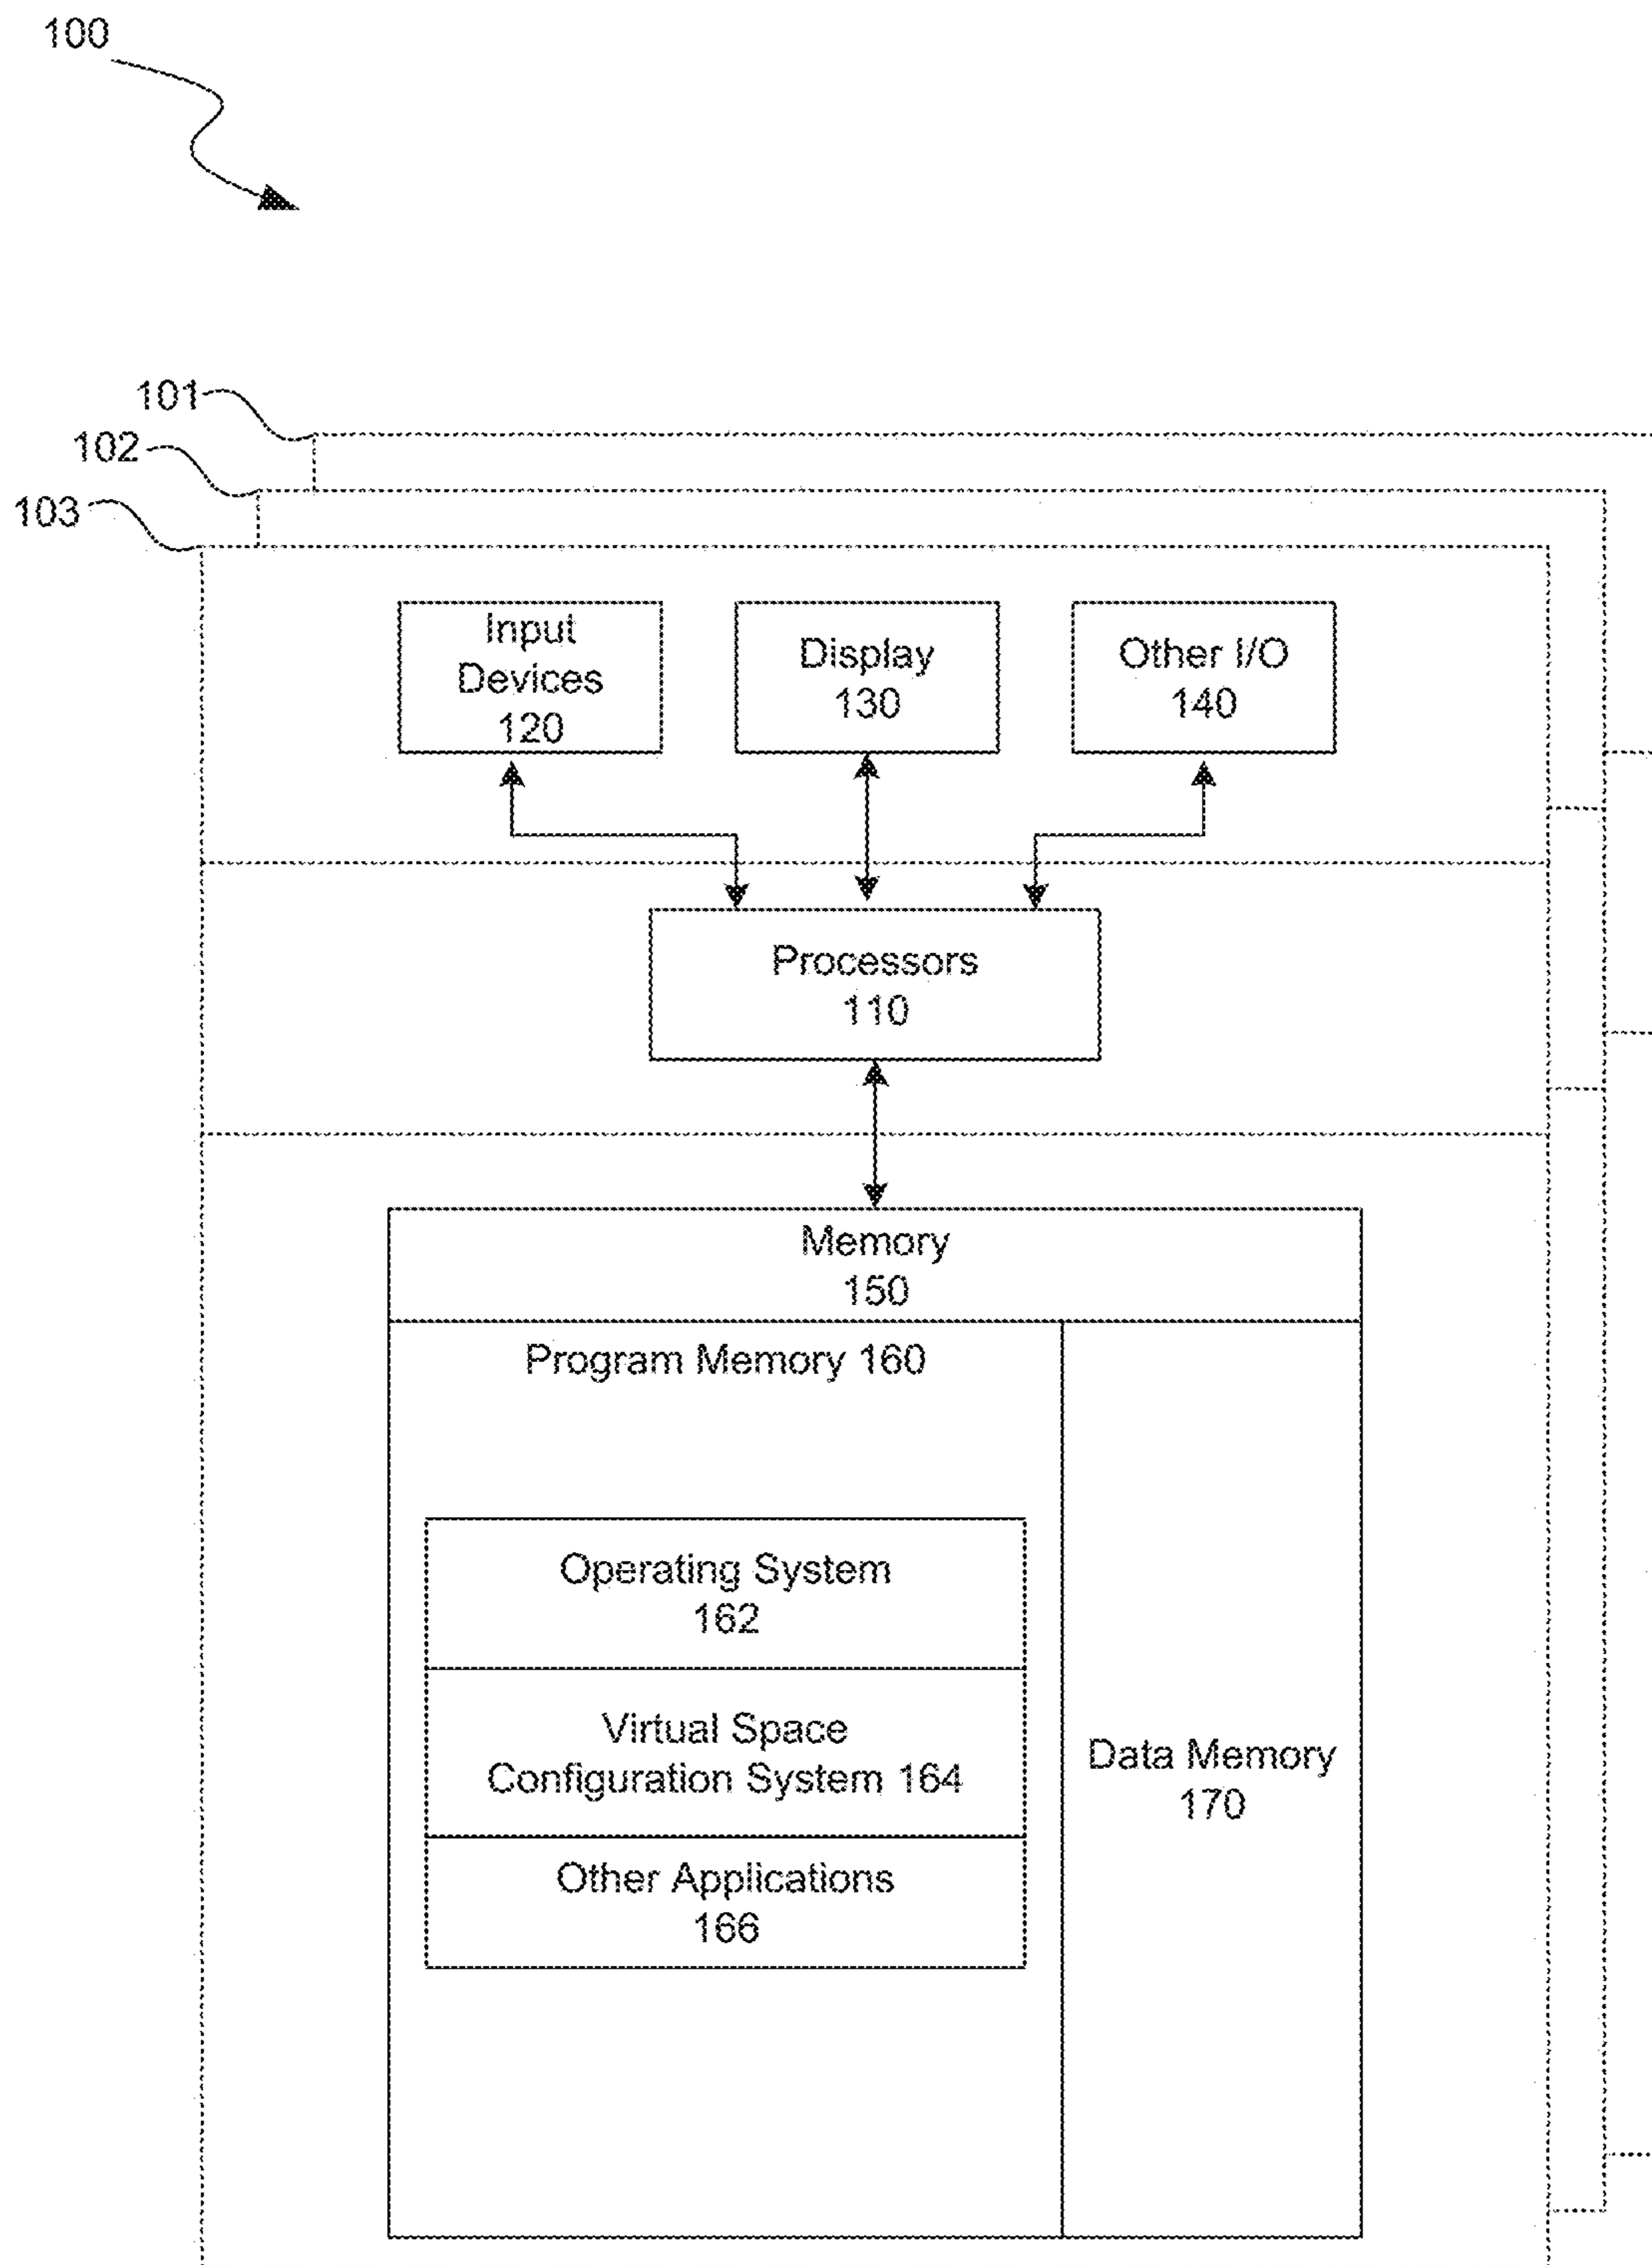 100
101
102
103
Input
Devices
120
Display
130
Other I/O
140
Processors
110
Memory
150
Program Memory 160
Operating System
162
Virtual Space
Configuration System 164
Other Applications
166
Data Memory
170